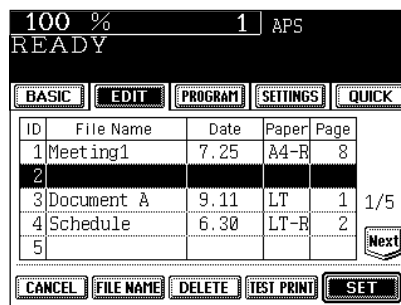 100 % 1 APS
READY
BASIC EDIT PROGRAM SETTINGS QUICK
ID File Name Date Paper Page
1 Meeting1 7.25 A4-R 8
2
3 Document A 9.11 LT 1 1/5
4 Schedule 6.30 LT-R 2
5 Next
CANCEL FILE NAME DELETE TEST PRINT SET